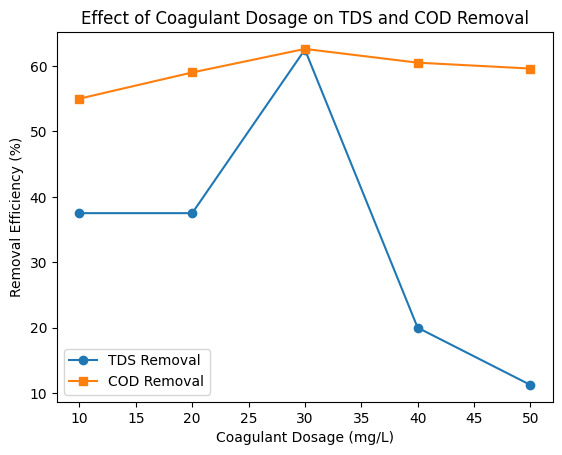 Effect of Coagulant Dosage on TDS and COD Removal
Removal Efficiency (%)
60
50
40
30
20
10
TDS Removal
COD Removal
10 15 20 25 30 35 40 45 50
Coagulant Dosage (mg/L)